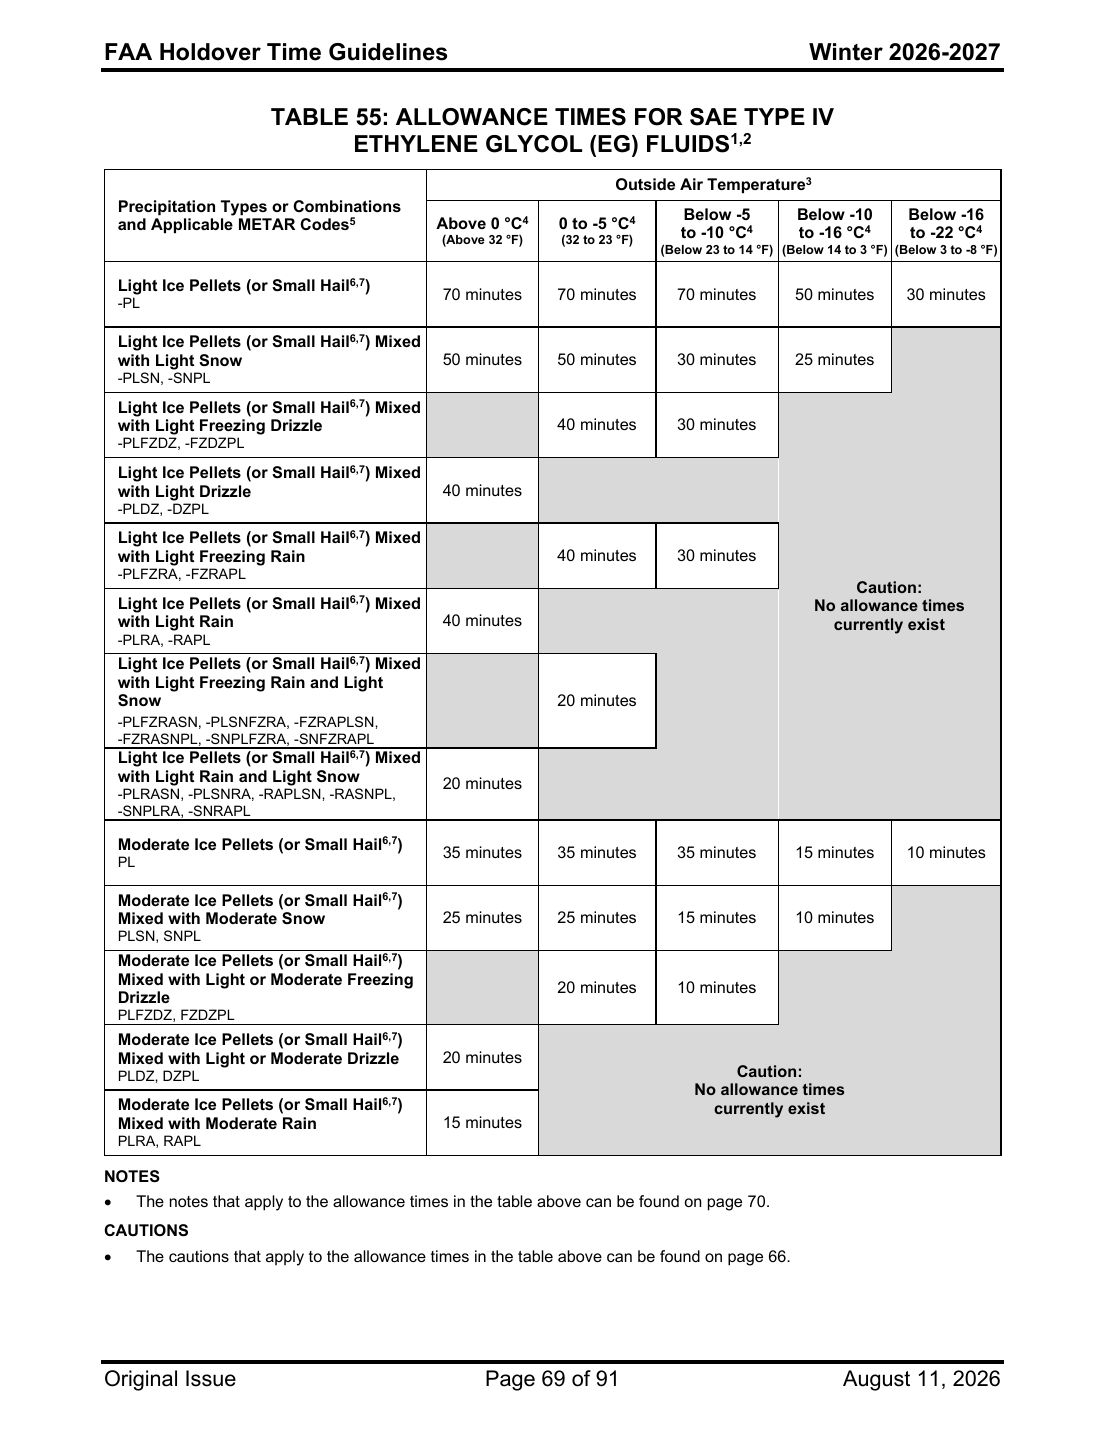 FAA Holdover Time Guidelines Winter 2026-2027
TABLE 55: ALLOWANCE TIMES FOR SAE TYPE IV
ETHYLENE GLYCOL (EG) FLUIDS1,2
Precipitation Types or Combinations
and Applicable METAR Codes5
Outside Air Temperature3
Above 0 °C4
(Above 32 °F)
0 to -5 °C4
(32 to 23 °F)
Below -5
to -10 °C4
(Below 23 to 14 °F)
Below -10
to -16 °C4
(Below 14 to 3 °F)
Below -16
to -22 °C4
(Below 3 to -8 °F)
Light Ice Pellets (or Small Hail6,7)
-PL
70 minutes 70 minutes 70 minutes 50 minutes 30 minutes
Light Ice Pellets (or Small Hail6,7) Mixed
with Light Snow
-PLSN, -SNPL
50 minutes 50 minutes 30 minutes 25 minutes
Light Ice Pellets (or Small Hail6,7) Mixed
with Light Freezing Drizzle
-PLFZDZ, -FZDZPL
40 minutes 30 minutes
Light Ice Pellets (or Small Hail6,7) Mixed
with Light Drizzle
-PLDZ, -DZPL
40 minutes
Light Ice Pellets (or Small Hail6,7) Mixed
with Light Freezing Rain
-PLFZRA, -FZRAPL
40 minutes 30 minutes
Caution:
No allowance times
currently exist
Light Ice Pellets (or Small Hail6,7) Mixed
with Light Rain
-PLRA, -RAPL
40 minutes
Light Ice Pellets (or Small Hail6,7) Mixed
with Light Freezing Rain and Light
Snow
-PLFZRASN, -PLSNFZRA, -FZRAPLSN,
-FZRASNPL, -SNPLFZRA, -SNFZRAPL
20 minutes
Light Ice Pellets (or Small Hail6,7) Mixed
with Light Rain and Light Snow
-PLRASN, -PLSNRA, -RAPLSN, -RASNPL,
-SNPLRA, -SNRAPL
20 minutes
Moderate Ice Pellets (or Small Hail6,7)
PL
35 minutes 35 minutes 35 minutes 15 minutes 10 minutes
Moderate Ice Pellets (or Small Hail6,7)
Mixed with Moderate Snow
PLSN, SNPL
25 minutes 25 minutes 15 minutes 10 minutes
Moderate Ice Pellets (or Small Hail6,7)
Mixed with Light or Moderate Freezing
Drizzle
PLFZDZ, FZDZPL
20 minutes 10 minutes
Moderate Ice Pellets (or Small Hail6,7)
Mixed with Light or Moderate Drizzle
PLDZ, DZPL
20 minutes
Caution:
No allowance times
currently exist
Moderate Ice Pellets (or Small Hail6,7)
Mixed with Moderate Rain
PLRA, RAPL
15 minutes
NOTES
• The notes that apply to the allowance times in the table above can be found on page 70.
CAUTIONS
• The cautions that apply to the allowance times in the table above can be found on page 66.
Original Issue Page 69 of 91 August 11, 2026